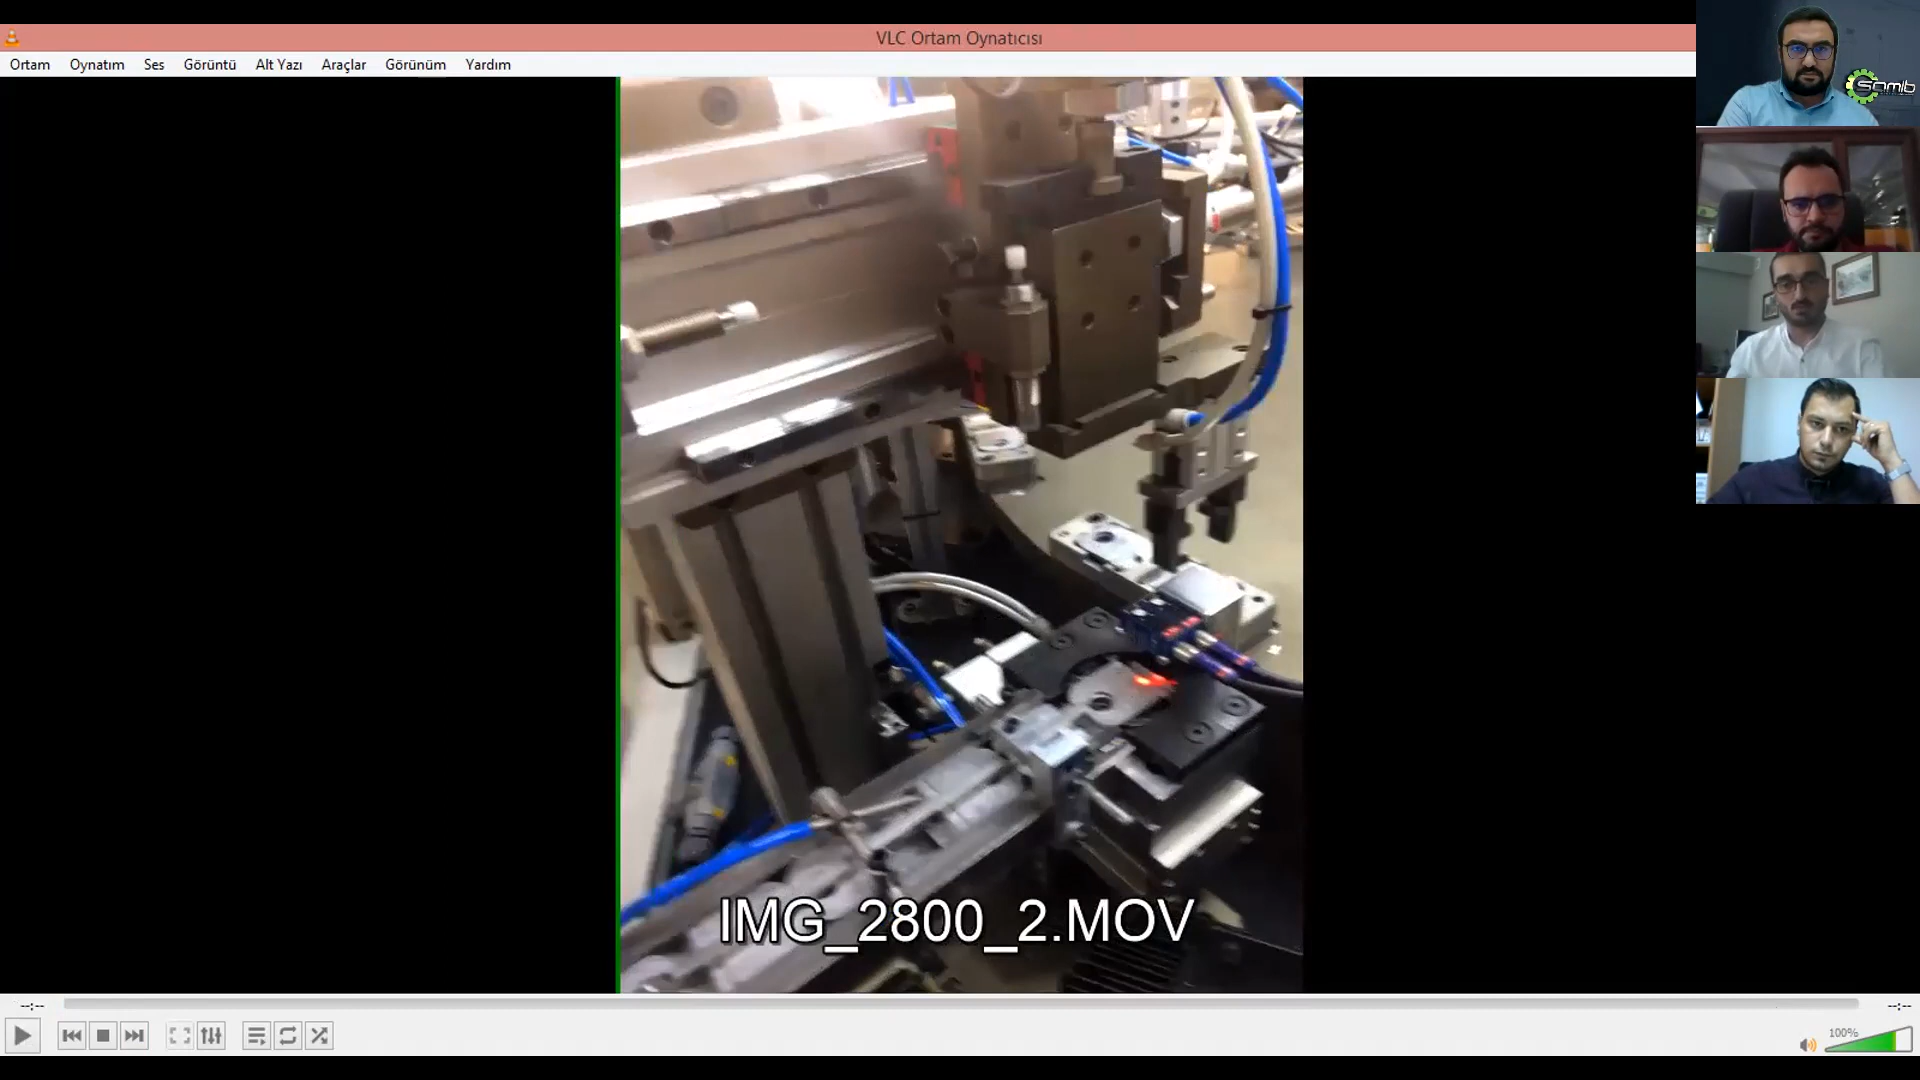 VLC Ortam Oynatıcısı
Ortam Oynatım Ses Görüntü Alt Yazı Araçlar Görünüm Yardım
Samib
IMG_2800_2.MOV
--:-- --:--
100%